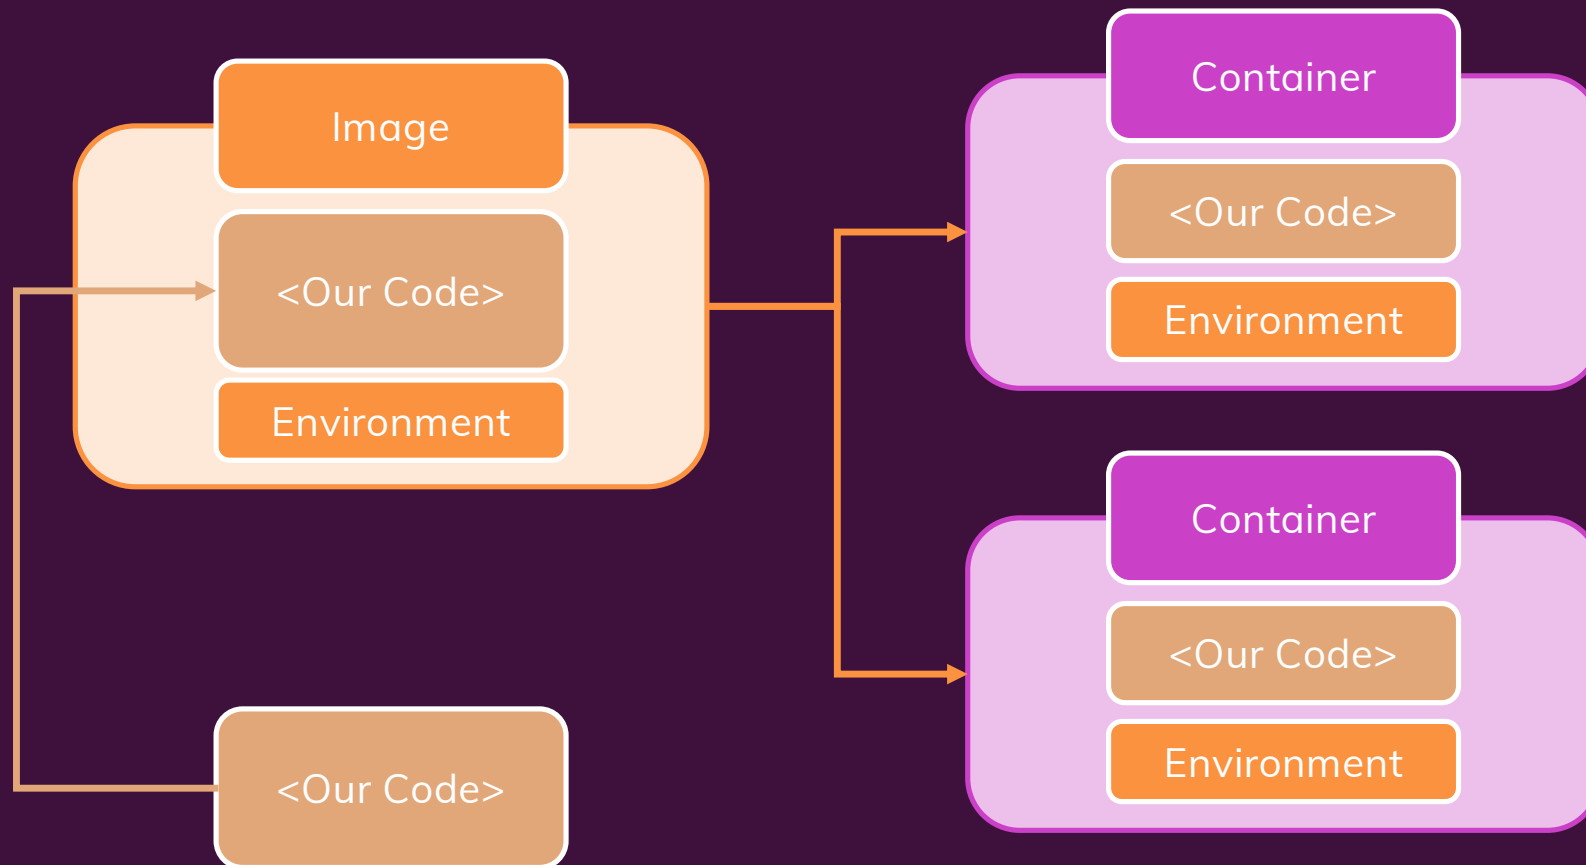 Image
<Our Code>
Environment
<Our Code>
Container
<Our Code>
Environment
Container
<Our Code>
Environment